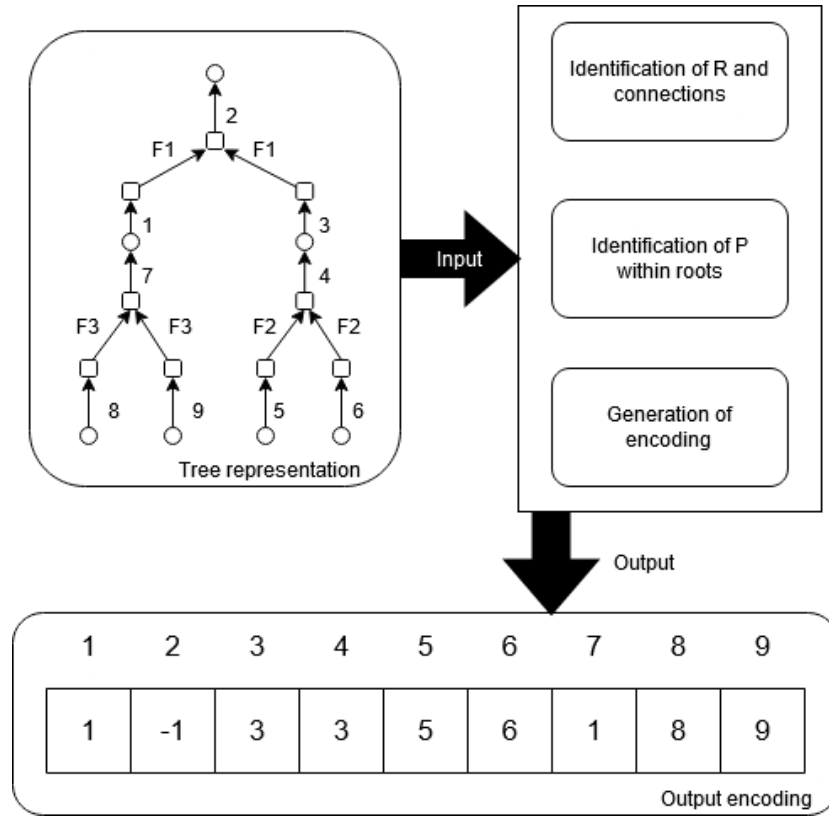 2
F1 F1
1 3
7 4
F3 F3 F2 F2
8 9 5 6
Tree representation
Input
Identification of R and
connections
Identification of P
within roots
Generation of
encoding
Output
1 2 3 4 5 6 7 8 9
1 -1 3 3 5 6 1 8 9
Output encoding